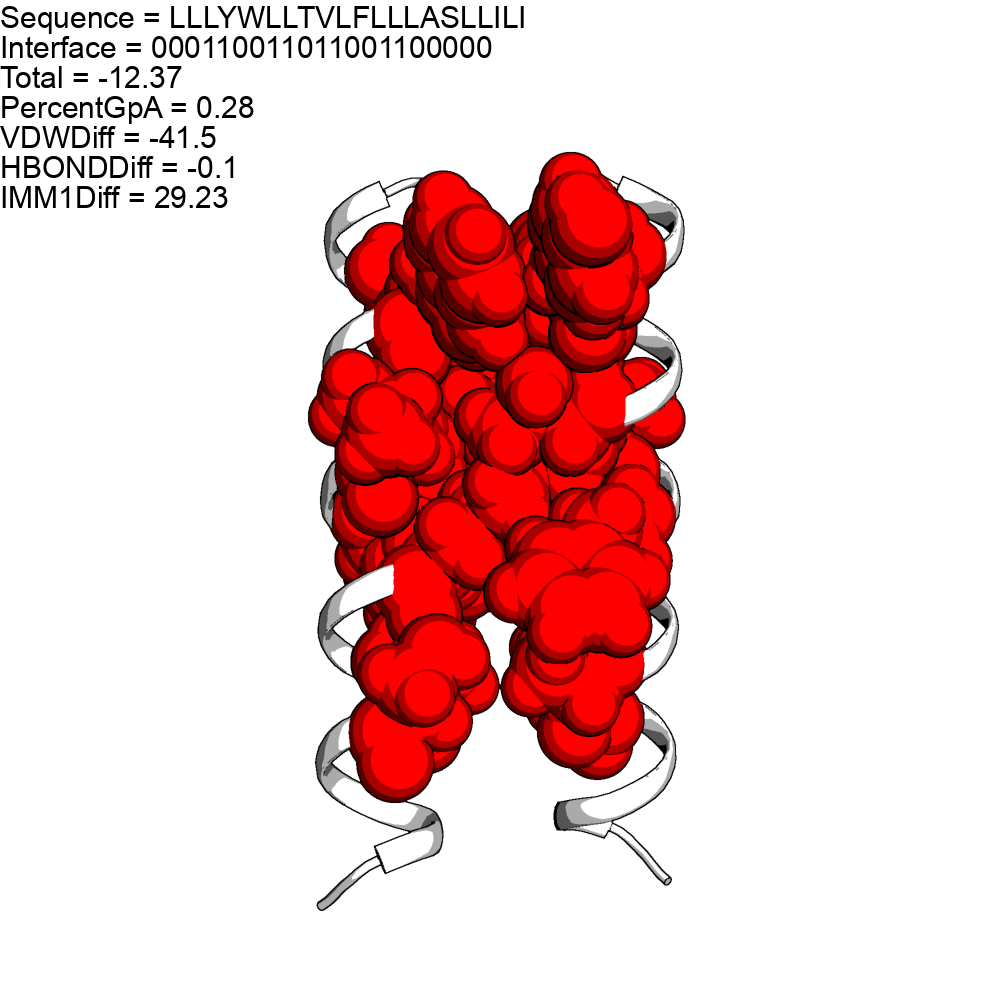 Sequence = LLLYWLLTVLFLLLASLLILI
Interface = 000110011011001100000
Total = -12.37
PercentGpA = 0.28
VDWDiff = -41.5
HBONDDiff = -0.1
IMM1Diff = 29.23